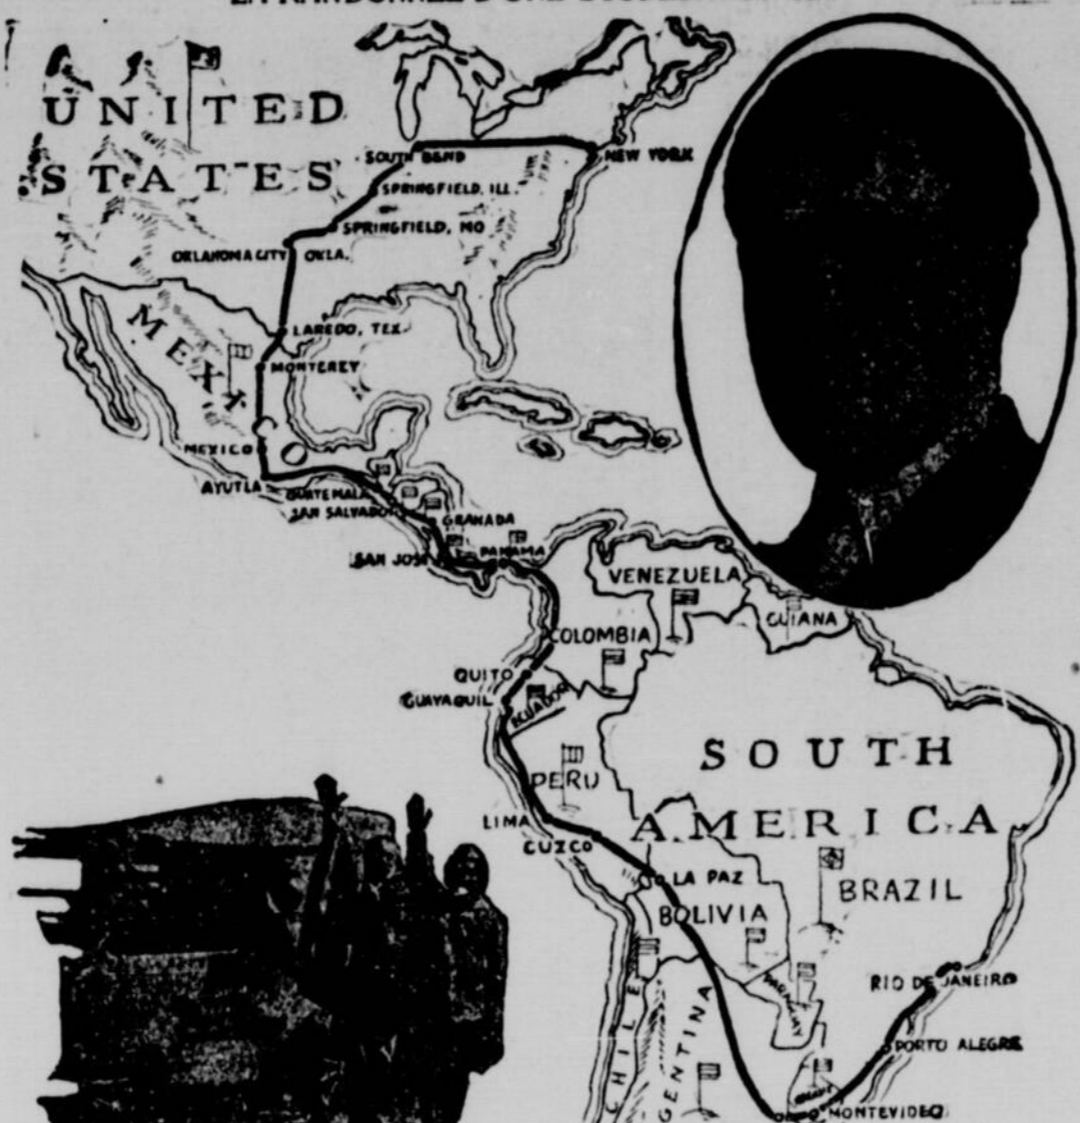 UNITED
STATES
SOUTH BEND
NEW YORK
SPRINGFIELD, ILL.
SPRINGFIELD, MO
OKLAHOMA CITY OKLA.
MEXICO
LAREDO, TEX.
MONTEREY
MEXICO
AYUTLA
GUATEMALA
SAN SALVADOR
GRANADA
SAN JOSE
PANAMA
VENEZUELA
GUIANA
COLOMBIA
QUITO
GUAYAQUIL
ECUADOR
SOUTH
AMERICA
PERU
LIMA
CUZCO
LA PAZ
BOLIVIA
BRAZIL
PARAGUAY
RIO DE JANEIRO
CHILE
GENTINA
PORTO ALEGRE
MONTEVIDEO